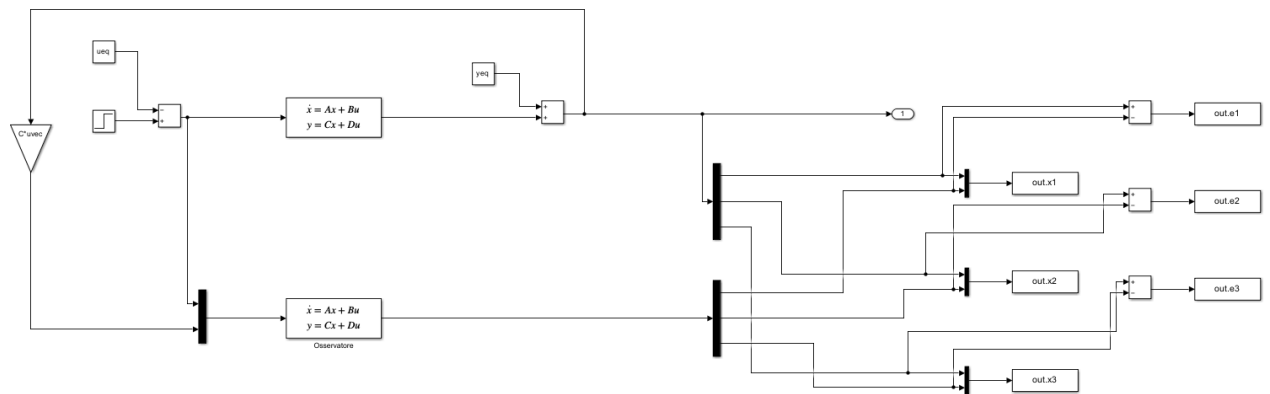 ueq
yeq
C* uvec
ẋ = Ax + Bu
y = Cx + Du
1
out.e1
out.x1
out.e2
out.x2
out.e3
ẋ = Ax + Bu
y = Cx + Du
Osservatore
out.x3